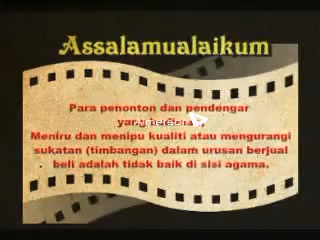 Assalamualaikum
Para penonton dan pendengar
yang
Meniru dan menipu kualiti atau mengurangi
sukatan (timbangan) dalam urusan berjual
beli adalah tidak baik di sisi agama.